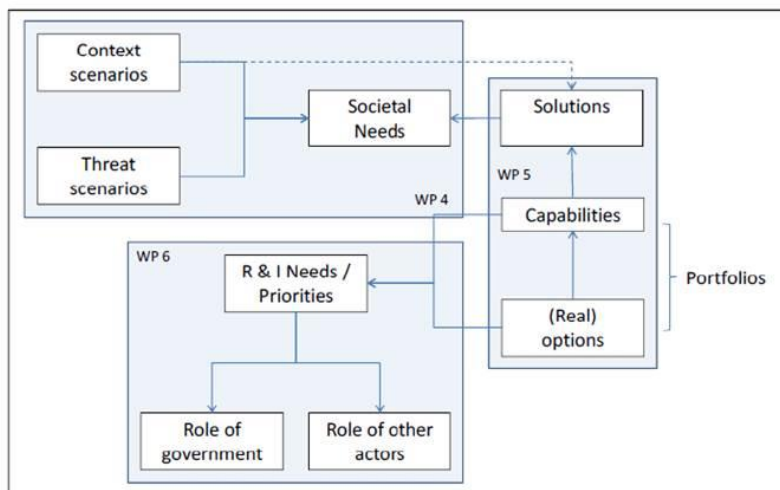 Context
scenarios
Societal
Needs
Solutions
Threat
scenarios
WP 5
WP 4
Capabilities
WP 6
R & I Needs /
Priorities
Portfolios
(Real)
options
Role of
government
Role of other
actors